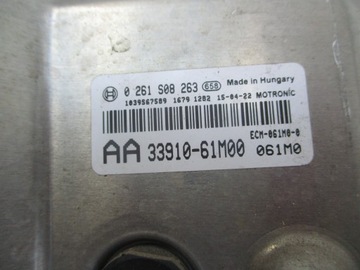 0 261 S08 263 658 Made in Hungary
1039S67589 1679 1282 15-04-22 MOTRONIC
ECM-061M0-0
AA 33910-61M00 061M0